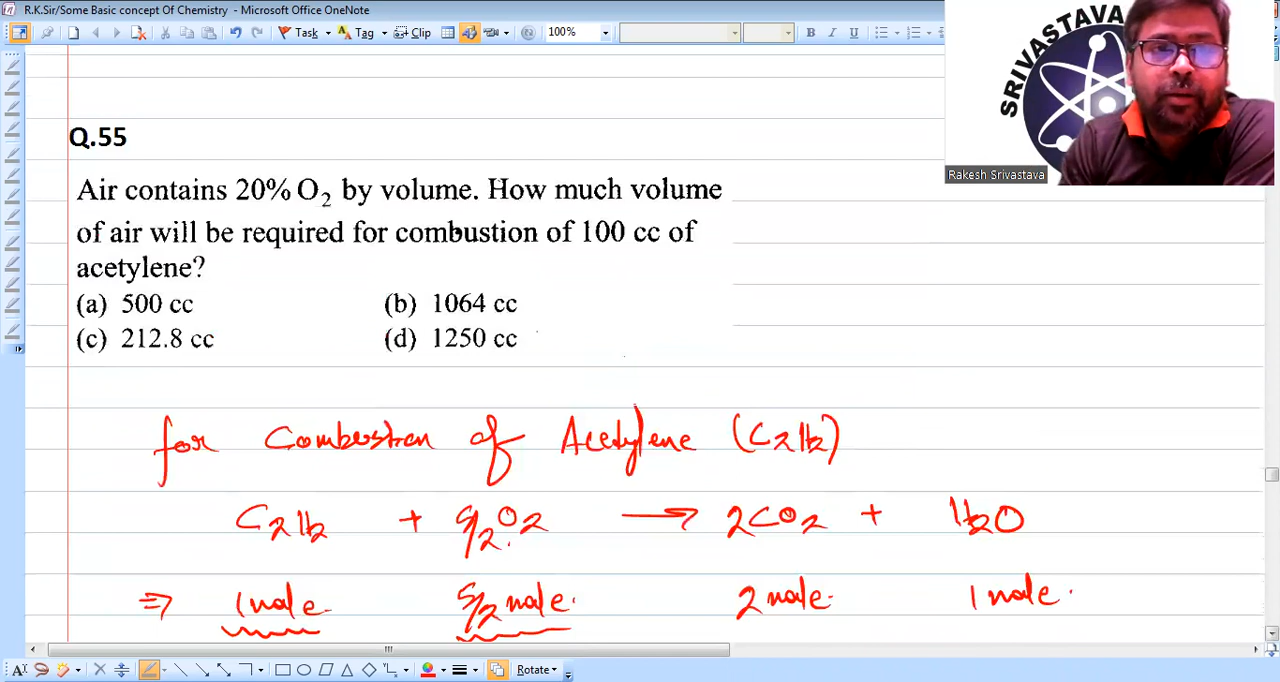 R.K.Sir/Some Basic concept Of Chemistry - Microsoft Office OneNote
Task Tag Clip 100% B I U
SRIVASTAVA
Rakesh Srivastava
Q.55
Air contains 20% O₂ by volume. How much volume
of air will be required for combustion of 100 cc of
acetylene?
(a) 500 cc (b) 1064 cc
(c) 212.8 cc (d) 1250 cc
for Combustion of Acetylene (C₂H₂)
C₂H₂ + 5/2 O₂ → 2CO₂ + H₂O
⇒ 1 mole. 5/2 mole. 2 mole. 1 mole.
Rotate